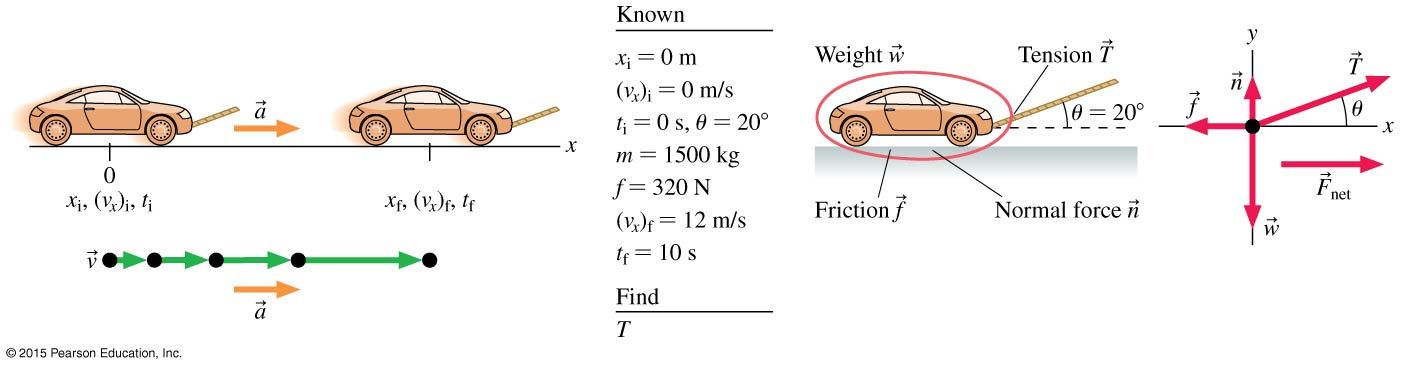 a⃗
x
0
xᵢ, (vₓ)ᵢ, tᵢ
x_f, (vₓ)_f, t_f
v⃗
a⃗
© 2015 Pearson Education, Inc.
Known
xᵢ = 0 m
(vₓ)ᵢ = 0 m/s
tᵢ = 0 s, θ = 20°
m = 1500 kg
f = 320 N
(vₓ)_f = 12 m/s
t_f = 10 s
Find
T
Weight w⃗
Tension T⃗
θ = 20°
Friction f⃗
Normal force n⃗
y
n⃗
T⃗
f⃗
θ
x
F⃗_net
w⃗